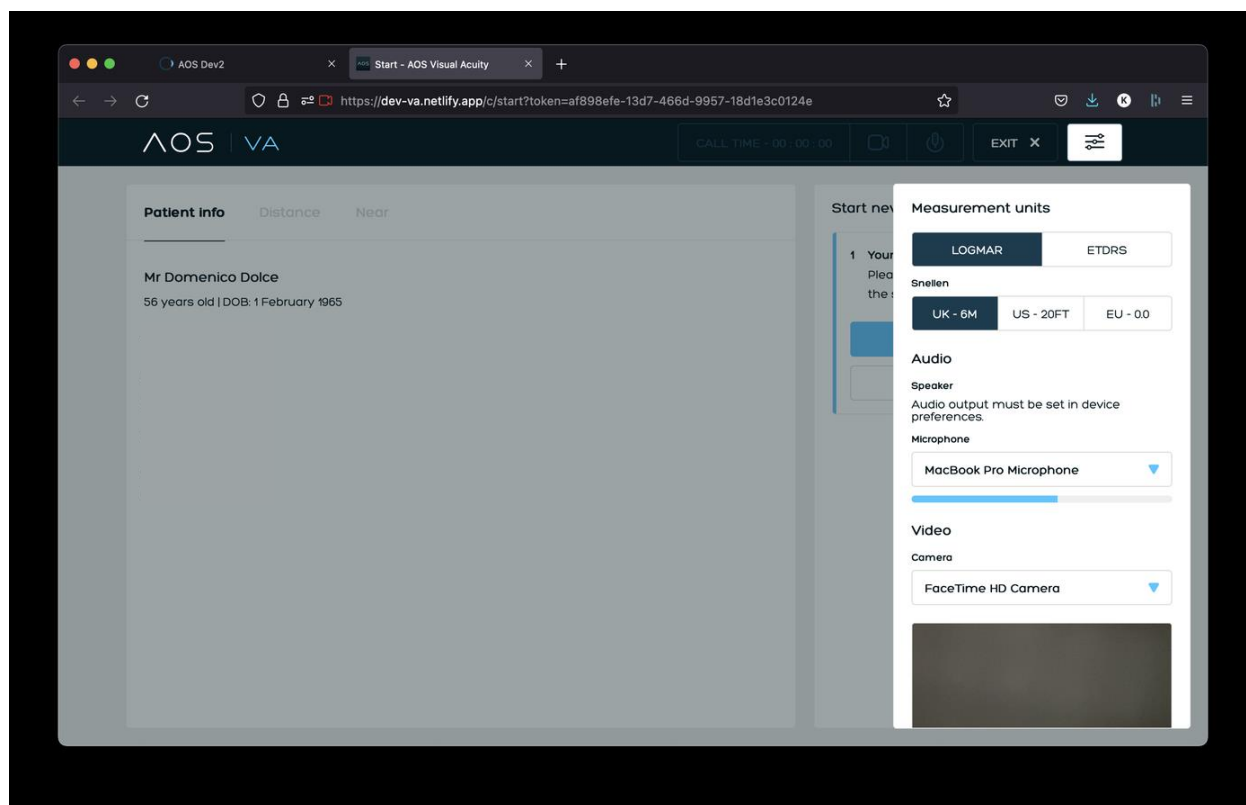 AOS Dev2
AOS Start - AOS Visual Acuity
https://dev-va.netlify.app/c/start?token=af898efe-13d7-466d-9957-18d1e3c0124e
K
AOS | VA
CALL TIME - 00 : 00 : 00
EXIT X
Patient info Distance Near
Mr Domenico Dolce
56 years old | DOB: 1 February 1965
Start nev
1 Your
Plea
the s
Measurement units
LOGMAR ETDRS
Snellen
UK - 6M US - 20FT EU - 0.0
Audio
Speaker
Audio output must be set in device
preferences.
Microphone
MacBook Pro Microphone
Video
Camera
FaceTime HD Camera